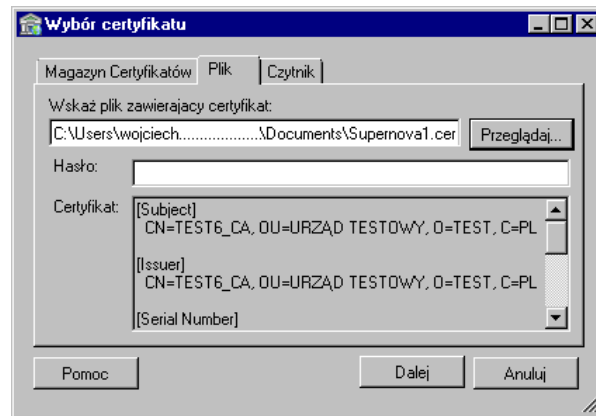 Wybór certyfikatu
Magazyn Certyfikatów Plik Czytnik
Wskaż plik zawierajacy certyfikat:
C:\Users\wojciech...................\Documents\Supernova1.cer Przeglądaj...
Hasło:
Certyfikat: [Subject]
CN=TEST6_CA, OU=URZĄD TESTOWY, O=TEST, C=PL
[Issuer]
CN=TEST6_CA, OU=URZĄD TESTOWY, O=TEST, C=PL
[Serial Number]
Pomoc Dalej Anuluj